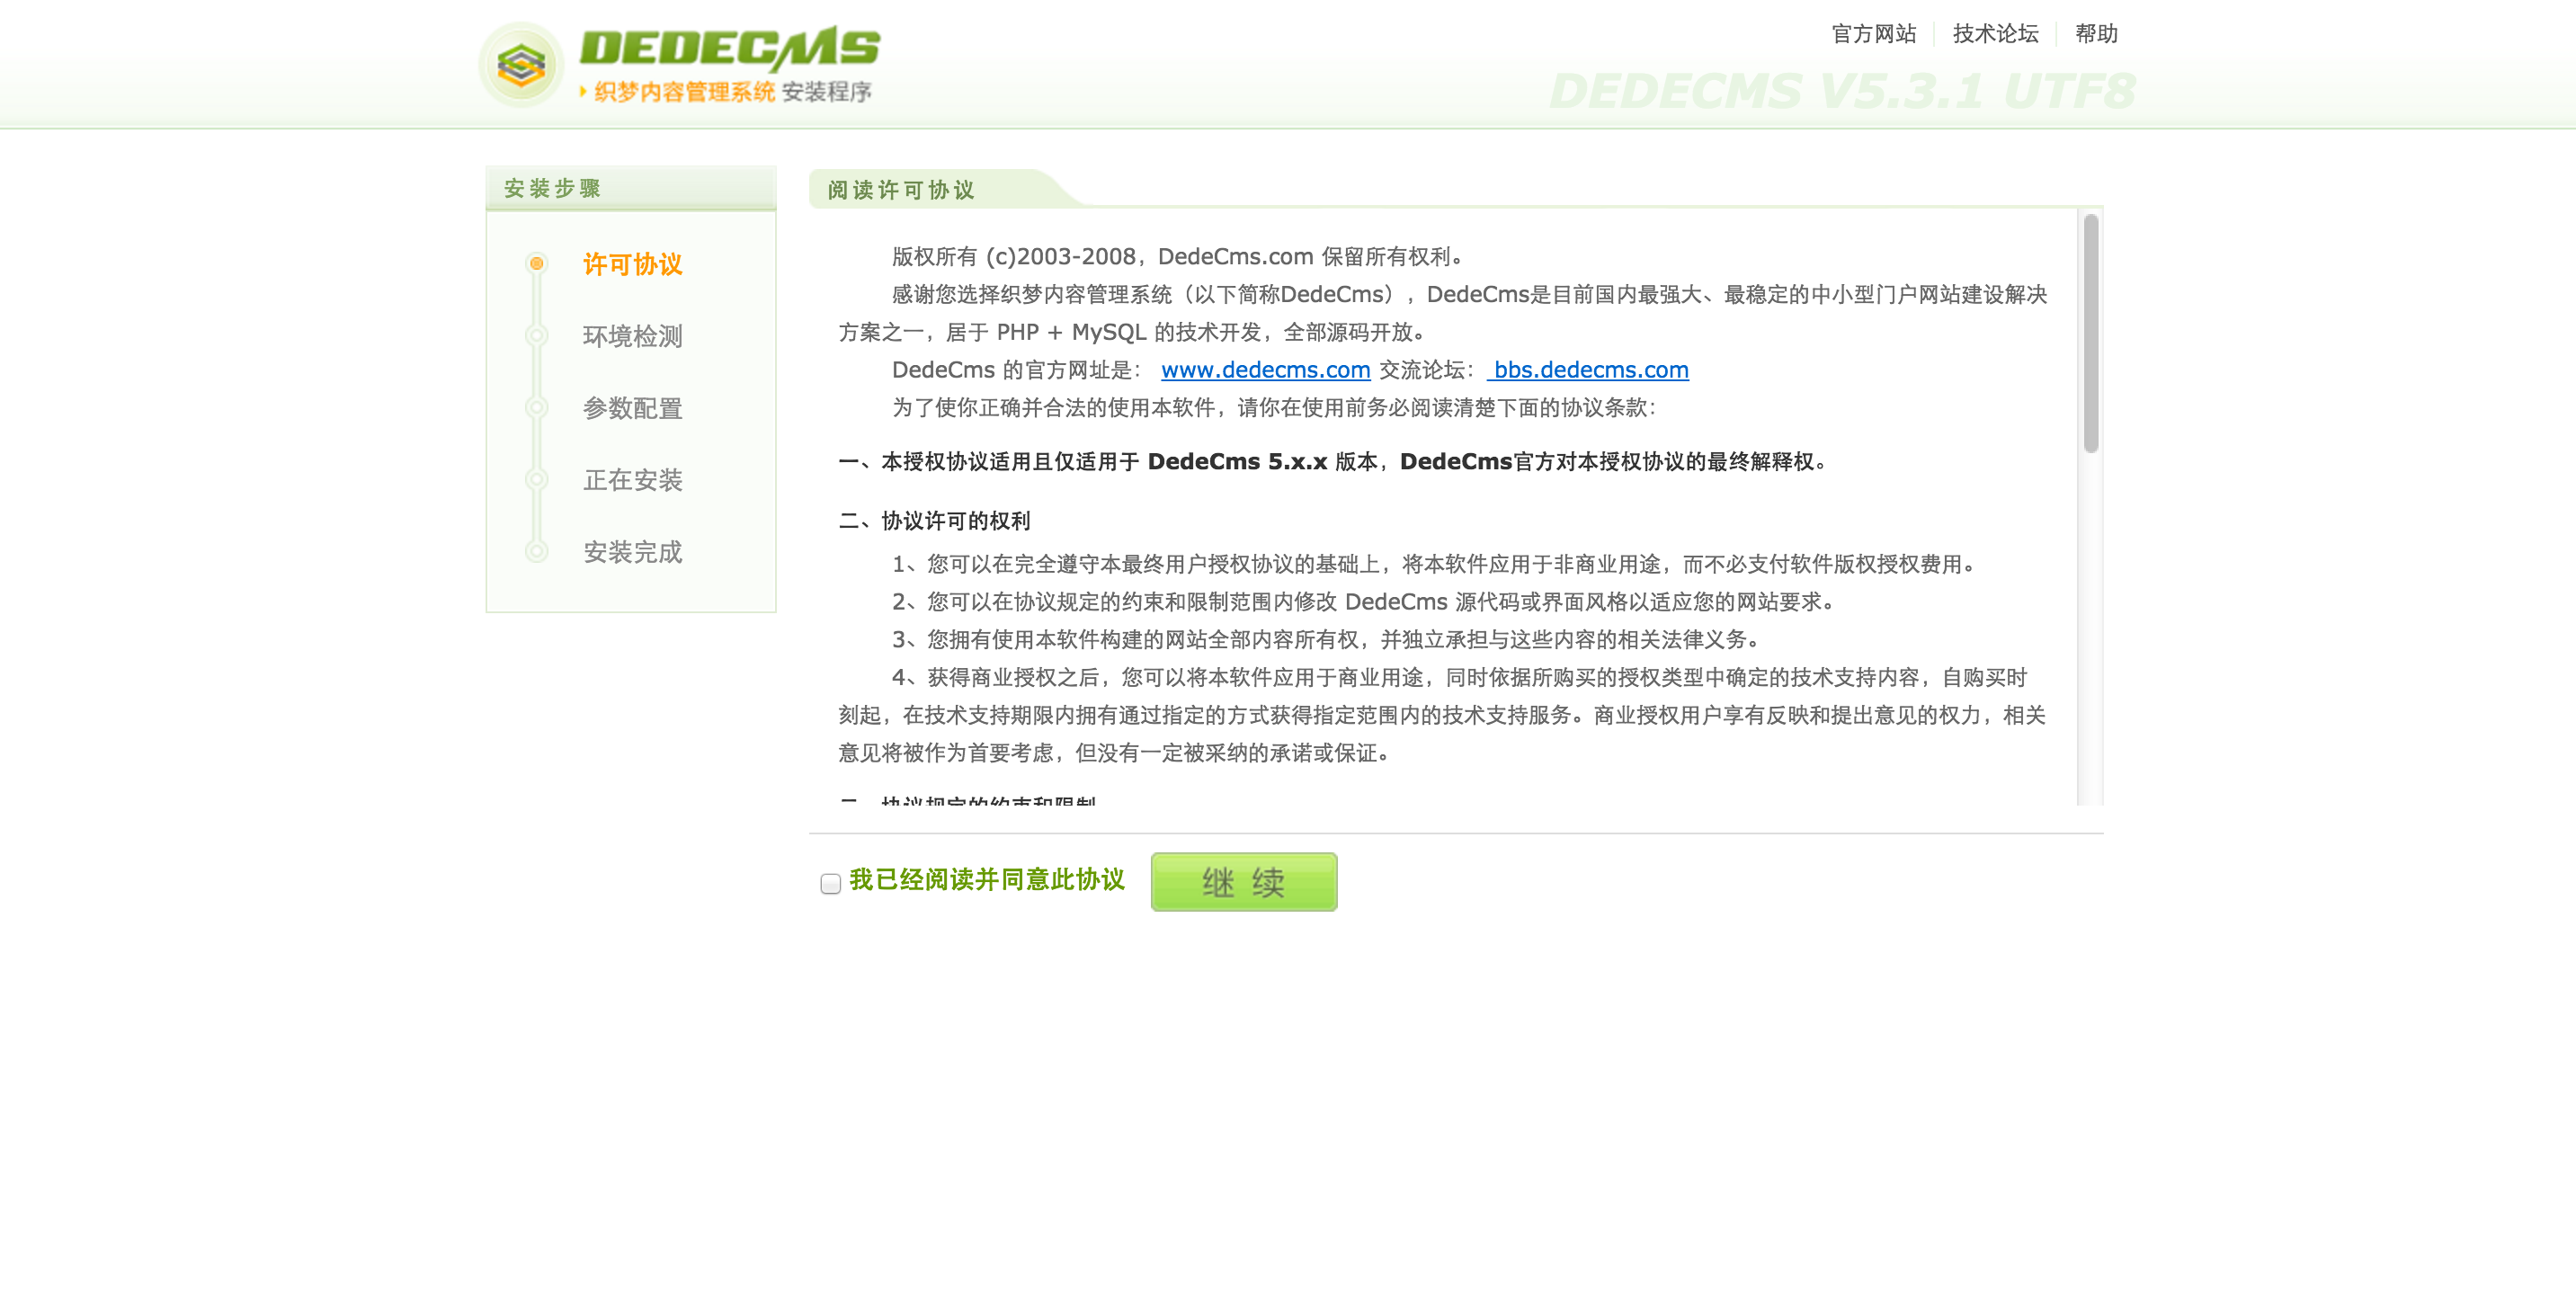 DEDECMS
织梦内容管理系统 安装程序
官方网站 技术论坛 帮助
DEDECMS V5.3.1 UTF8
安装步骤
许可协议
环境检测
参数配置
正在安装
安装完成
阅读许可协议
版权所有 (c)2003-2008，DedeCms.com 保留所有权利。
感谢您选择织梦内容管理系统（以下简称DedeCms），DedeCms是目前国内最强大、最稳定的中小型门户网站建设解决
方案之一，居于 PHP + MySQL 的技术开发，全部源码开放。
DedeCms 的官方网址是： www.dedecms.com 交流论坛： bbs.dedecms.com
为了使你正确并合法的使用本软件，请你在使用前务必阅读清楚下面的协议条款：
一、本授权协议适用且仅适用于 DedeCms 5.x.x 版本，DedeCms官方对本授权协议的最终解释权。
二、协议许可的权利
1、您可以在完全遵守本最终用户授权协议的基础上，将本软件应用于非商业用途，而不必支付软件版权授权费用。
2、您可以在协议规定的约束和限制范围内修改 DedeCms 源代码或界面风格以适应您的网站要求。
3、您拥有使用本软件构建的网站全部内容所有权，并独立承担与这些内容的相关法律义务。
4、获得商业授权之后，您可以将本软件应用于商业用途，同时依据所购买的授权类型中确定的技术支持内容，自购买时
刻起，在技术支持期限内拥有通过指定的方式获得指定范围内的技术支持服务。商业授权用户享有反映和提出意见的权力，相关
意见将被作为首要考虑，但没有一定被采纳的承诺或保证。
协议规定的约束和限制
我已经阅读并同意此协议
继续